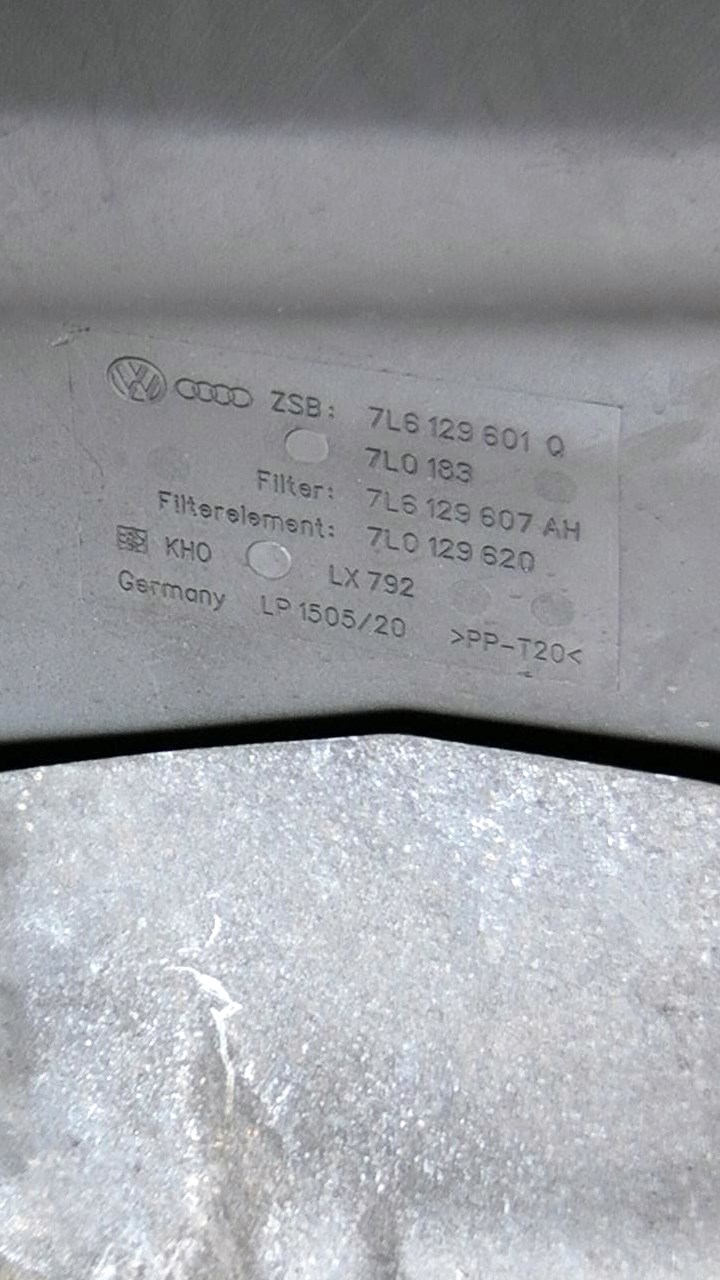 VW ZSB: 7L6 129 601 Q
7L0 183
Filter: 7L6 129 607 AH
Filterelement: 7L0 129 620
KHO LX 792
Germany LP 1505/20 >PP-T20<